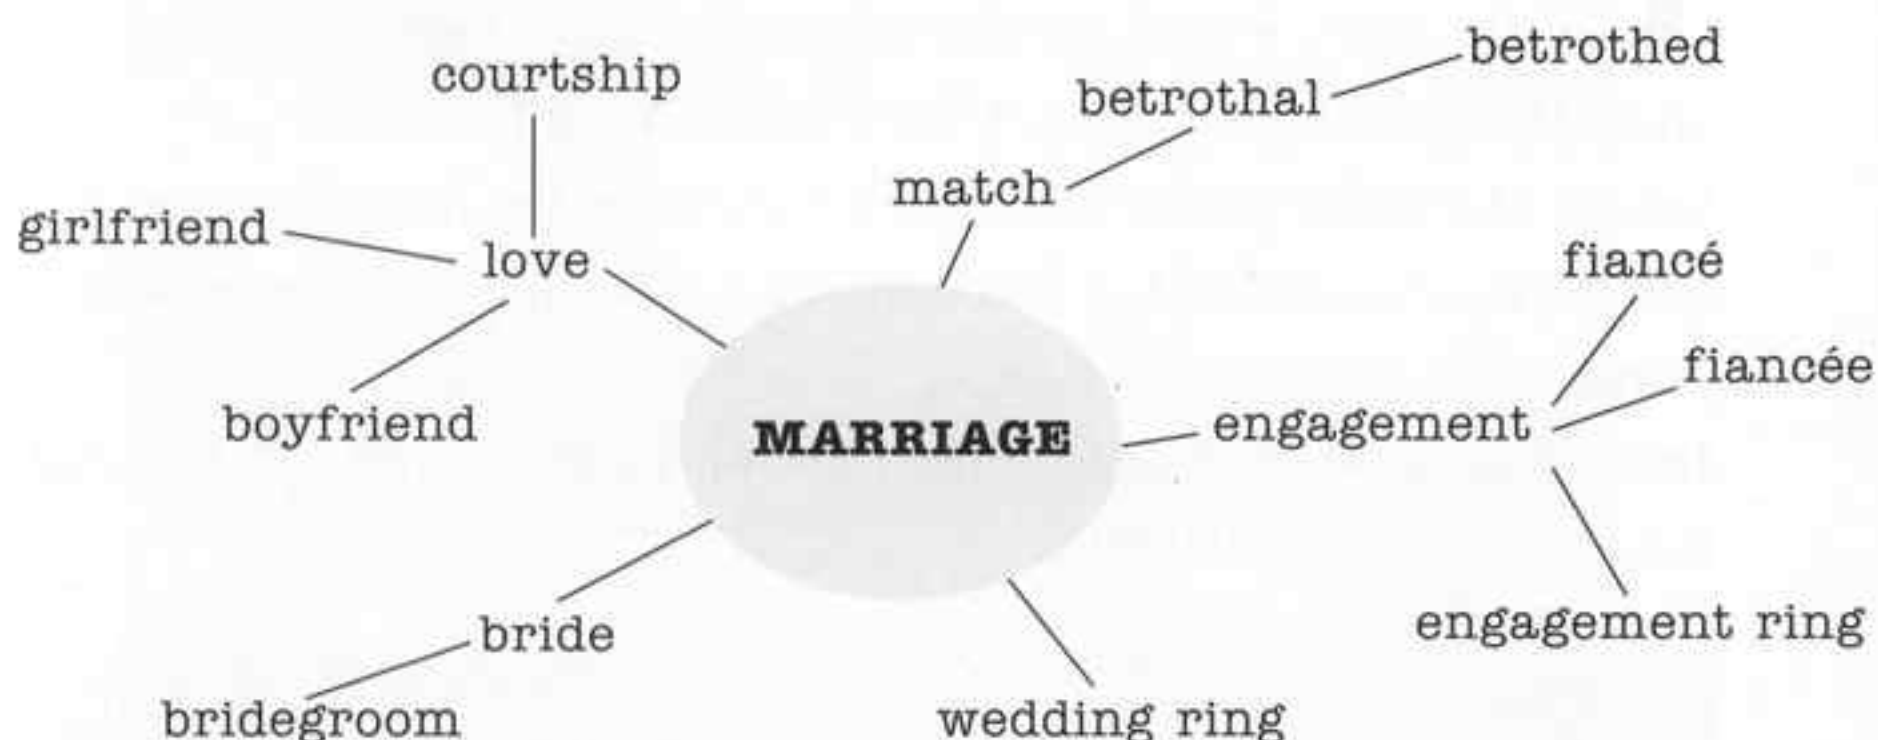 courtship
betrothed
betrothal
match
girlfriend
love
fiancé
fiancée
boyfriend
MARRIAGE
engagement
engagement ring
bride
bridegroom
wedding ring